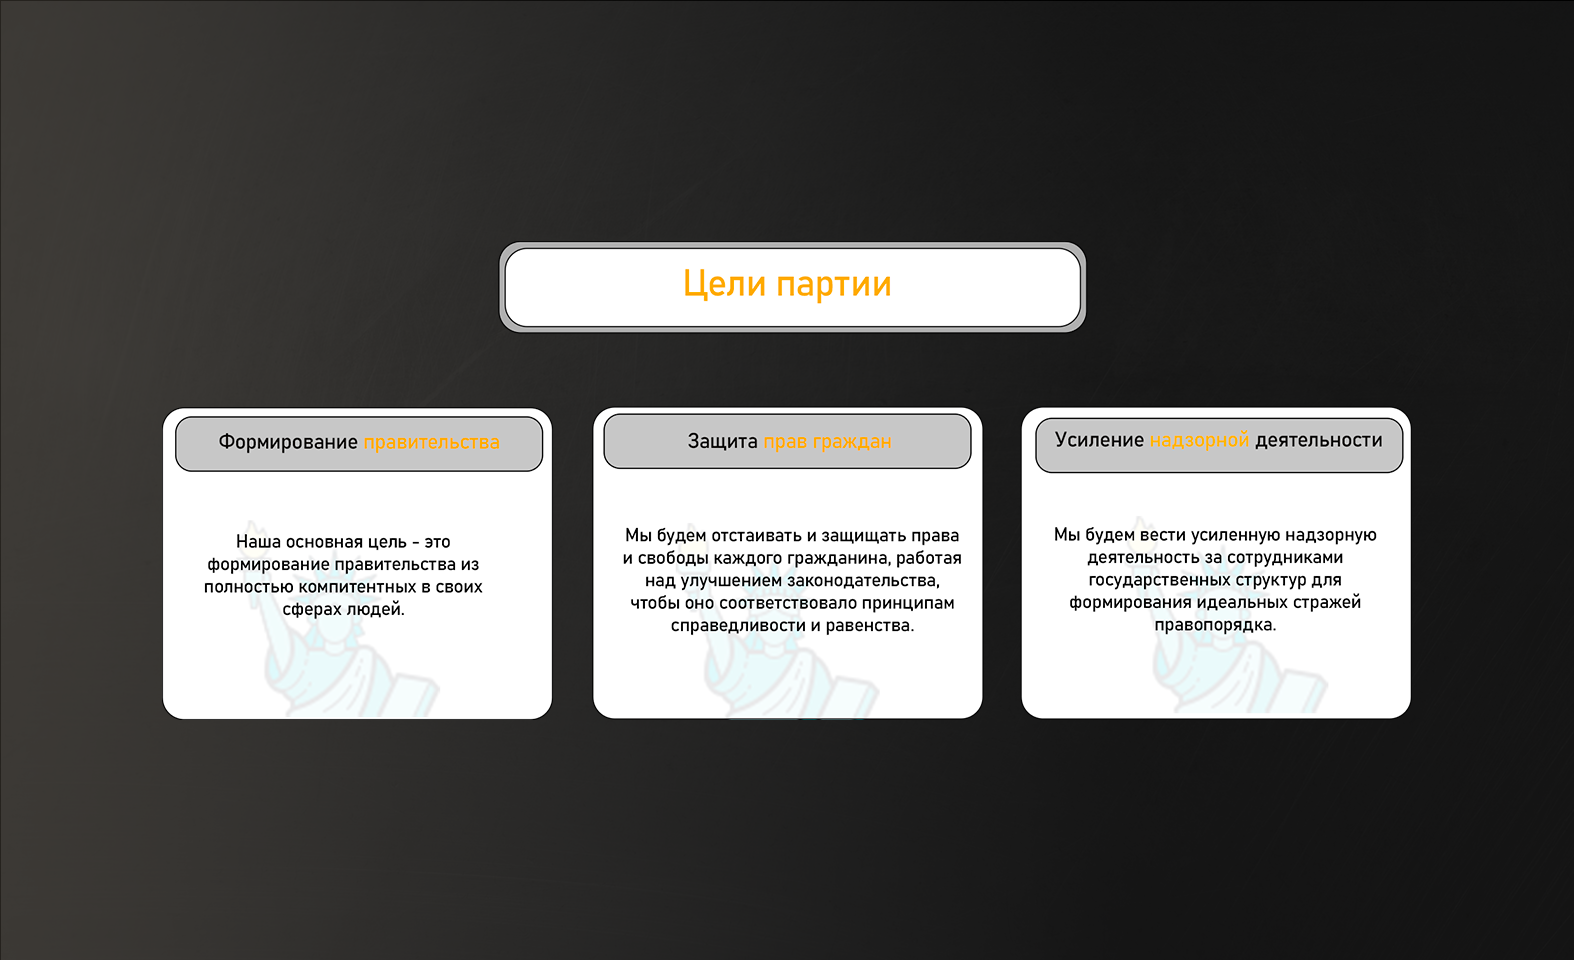 Цели партии
Формирование правительства
Наша основная цель - это
формирование правительства из
полностью компитентных в своих
сферах людей.
Защита прав граждан
Мы будем отстаивать и защищать права
и свободы каждого гражданина, работая
над улучшением законодательства,
чтобы оно соответствовало принципам
справедливости и равенства.
Усиление надзорной деятельности
Мы будем вести усиленную надзорную
деятельность за сотрудниками
государственных структур для
формирования идеальных стражей
правопорядка.